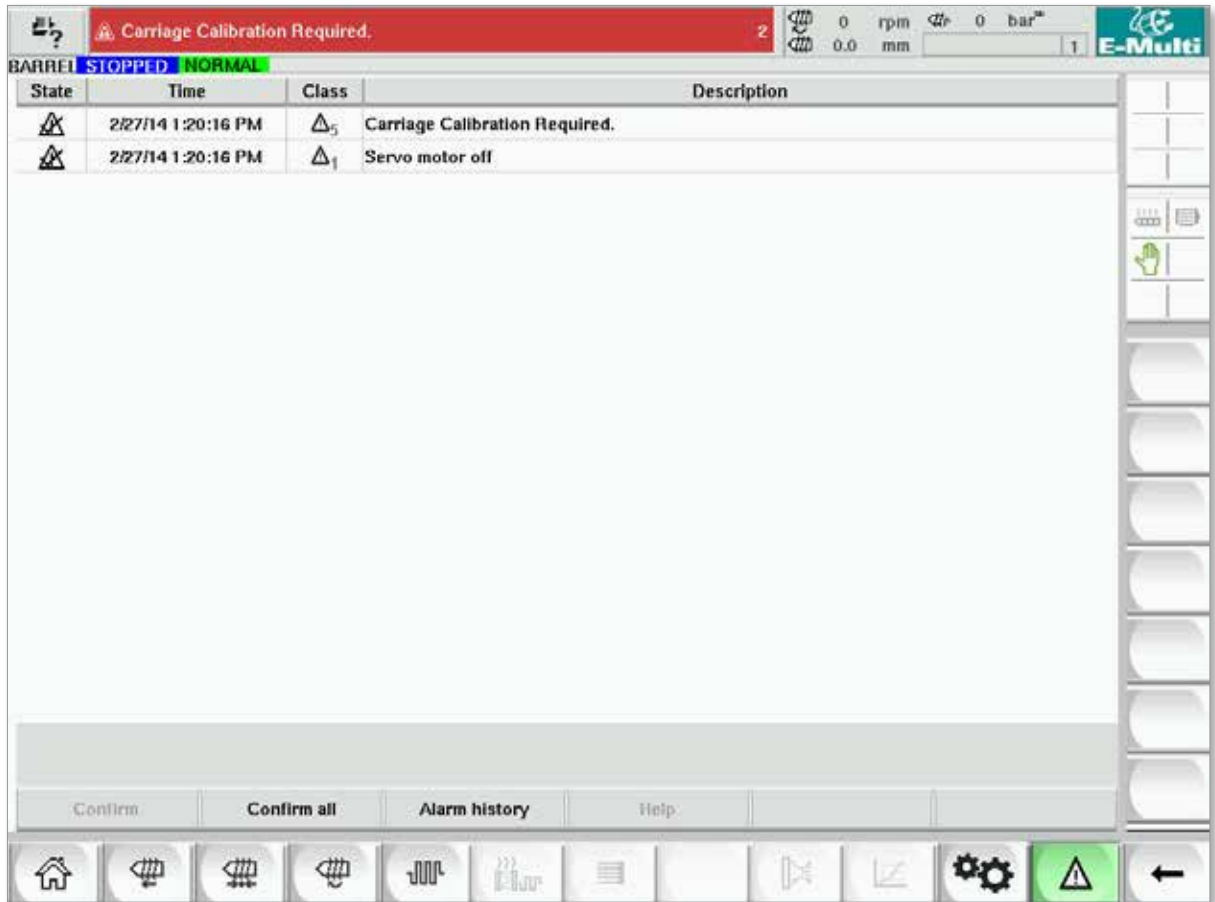 Carriage Calibration Required. 2
0 rpm 0 bar
0.0 mm 1
E-Multi
BARREL STOPPED NORMAL
State Time Class Description
2/27/14 1:20:16 PM 5 Carriage Calibration Required.
2/27/14 1:20:16 PM 1 Servo motor off
Confirm Confirm all Alarm history Help